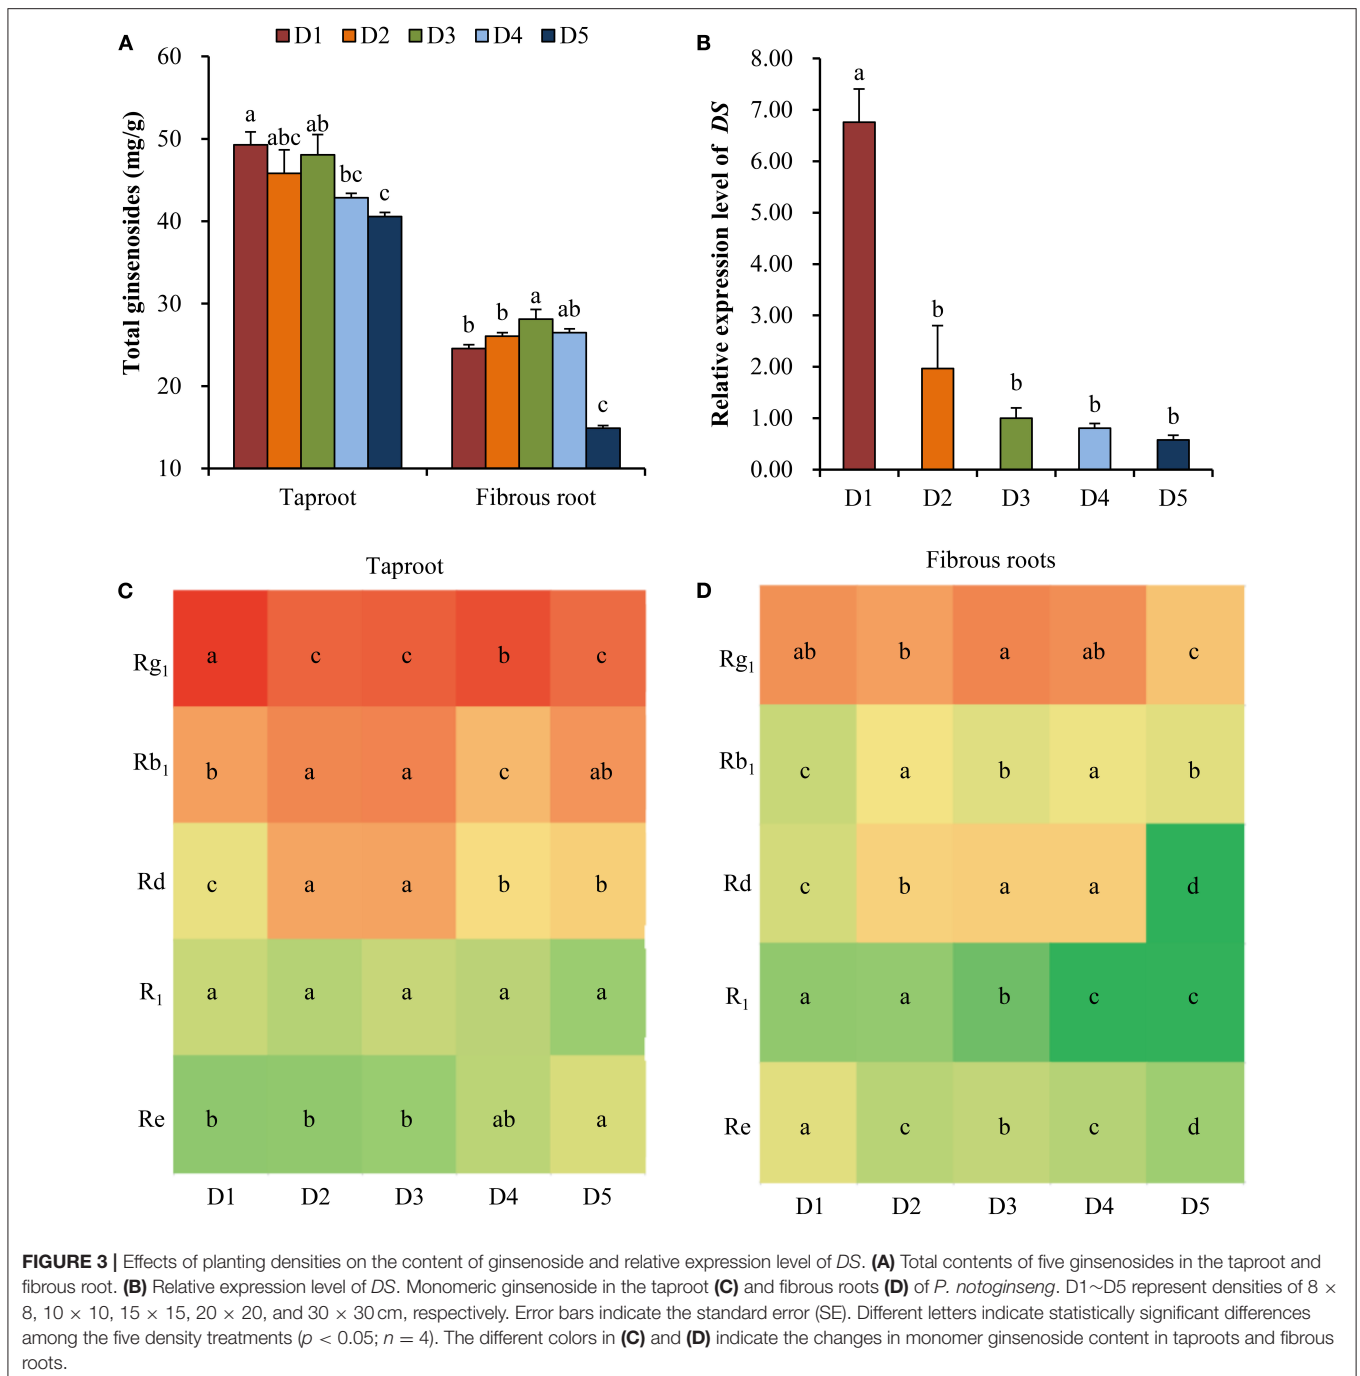 A
D1 D2 D3 D4 D5
Total ginsenosides (mg/g)
60
50
40
30
20
10
a abc ab bc c
b b a ab c
Taproot Fibrous root
B
Relative expression level of DS
8.00
7.00
6.00
5.00
4.00
3.00
2.00
1.00
0.00
a b b b b
D1 D2 D3 D4 D5
C
Taproot
Rg1 a c c b c
Rb1 b a a c ab
Rd c a a b b
R1 a a a a a
Re b b b ab a
D1 D2 D3 D4 D5
D
Fibrous roots
Rg1 ab b a ab c
Rb1 c a b a b
Rd c b a a d
R1 a a b c c
Re a c b c d
D1 D2 D3 D4 D5
FIGURE 3 | Effects of planting densities on the content of ginsenoside and relative expression level of DS. (A) Total contents of five ginsenosides in the taproot and
fibrous root. (B) Relative expression level of DS. Monomeric ginsenoside in the taproot (C) and fibrous roots (D) of P. notoginseng. D1~D5 represent densities of 8 ×
8, 10 × 10, 15 × 15, 20 × 20, and 30 × 30 cm, respectively. Error bars indicate the standard error (SE). Different letters indicate statistically significant differences
among the five density treatments (p < 0.05; n = 4). The different colors in (C) and (D) indicate the changes in monomer ginsenoside content in taproots and fibrous
roots.